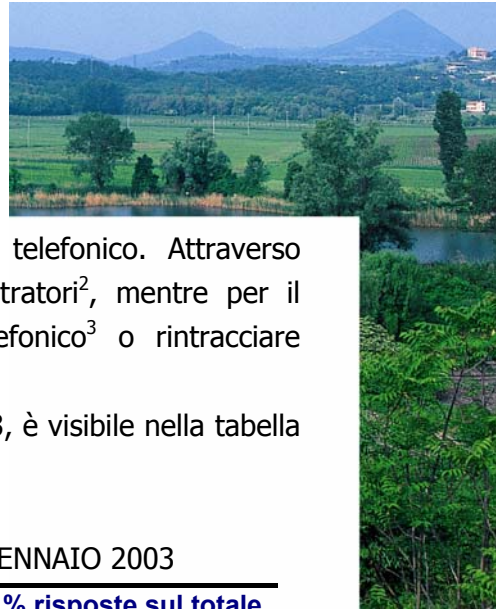 telefonico. Attraverso
tratori², mentre per il
efonico³ o rintracciare
3, è visibile nella tabella
ENNAIO 2003
% risposte sul totale